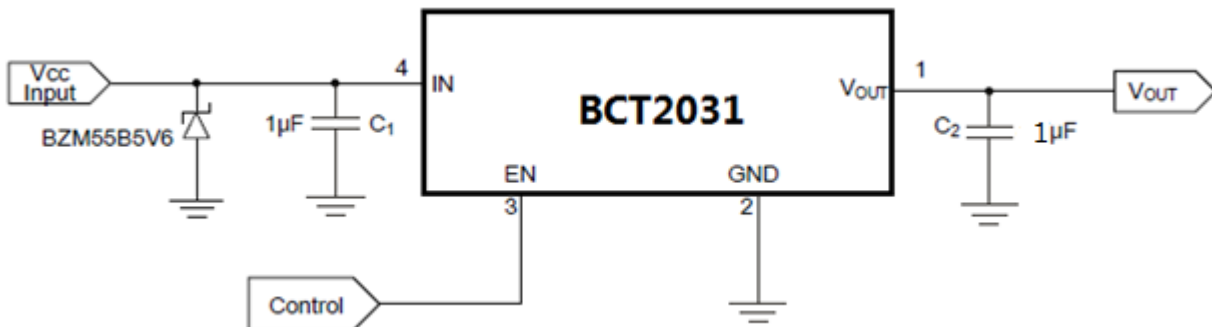 Vcc
Input
BZM55B5V6
1μF
C1
4
IN
BCT2031
EN
3
GND
2
VOUT
1
C2
1μF
VOUT
Control